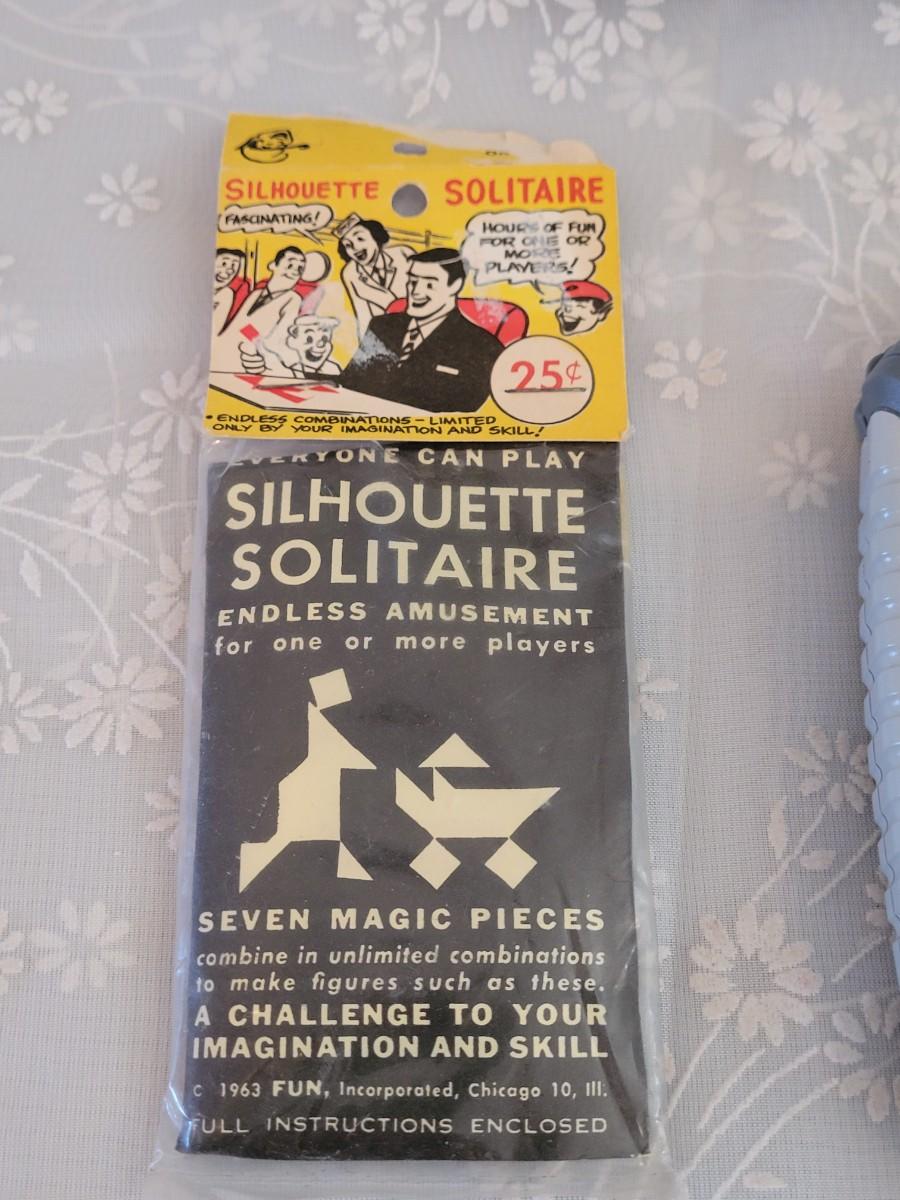 SILHOUETTE SOLITAIRE
FASCINATING!
HOURS OF FUN
FOR ONE OR
MORE
PLAYERS!
25¢
• ENDLESS COMBINATIONS - LIMITED
ONLY BY YOUR IMAGINATION AND SKILL!
EVERYONE CAN PLAY
SILHOUETTE
SOLITAIRE
ENDLESS AMUSEMENT
for one or more players
SEVEN MAGIC PIECES
combine in unlimited combinations
to make figures such as these.
A CHALLENGE TO YOUR
IMAGINATION AND SKILL
c 1963 FUN, Incorporated, Chicago 10, Ill.
FULL INSTRUCTIONS ENCLOSED